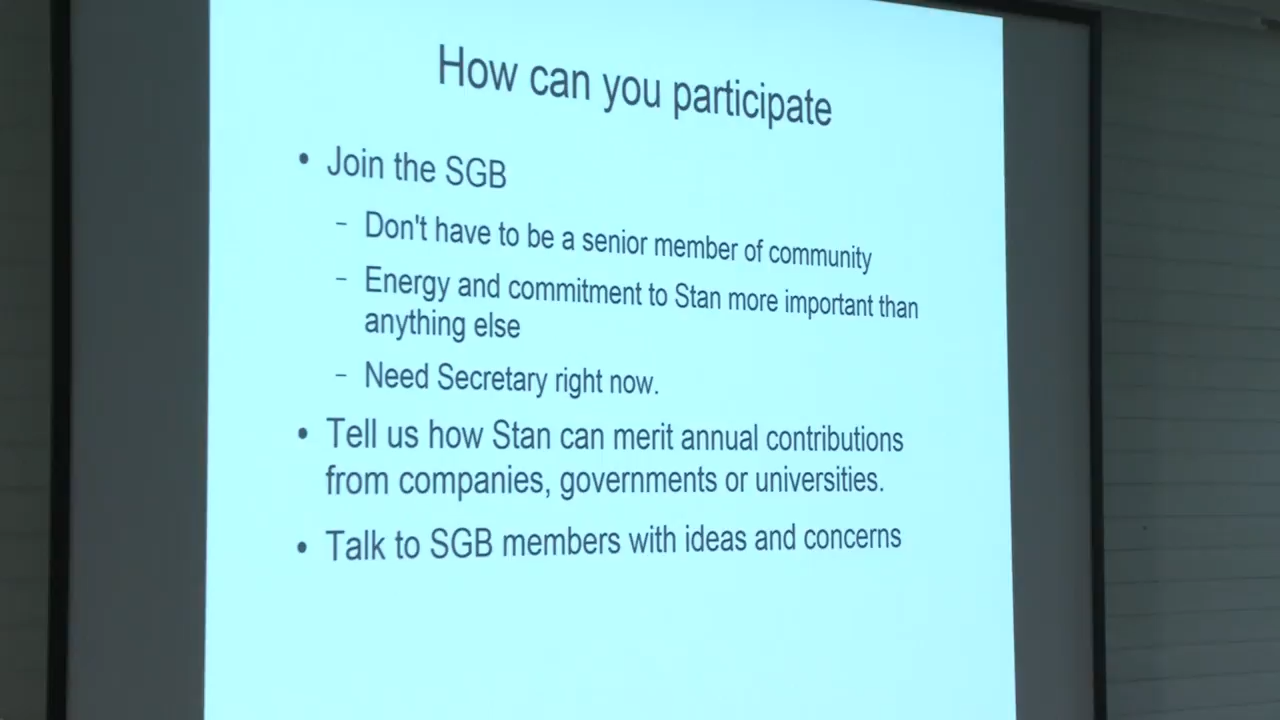 How can you participate
• Join the SGB
– Don't have to be a senior member of community
– Energy and commitment to Stan more important than
anything else
– Need Secretary right now.
• Tell us how Stan can merit annual contributions
from companies, governments or universities.
• Talk to SGB members with ideas and concerns